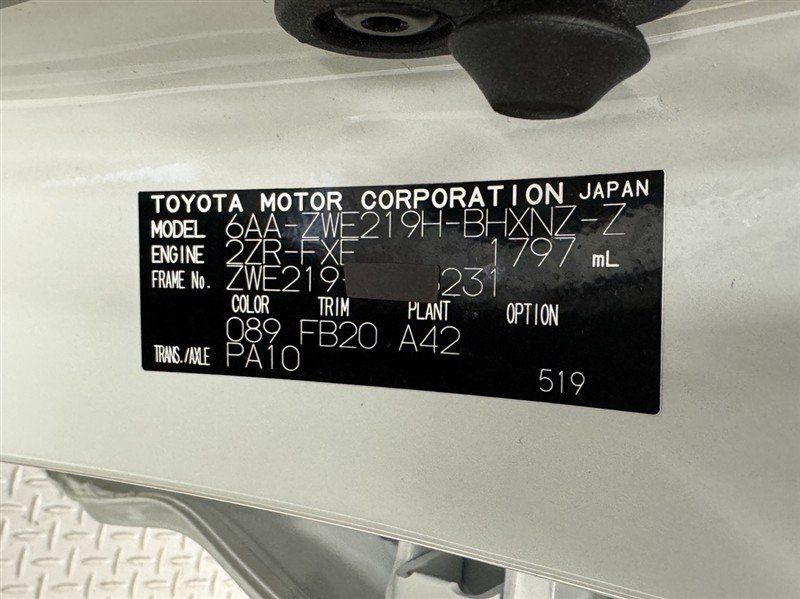 TOYOTA MOTOR CORPORATION JAPAN
MODEL 6AA-ZWE219H-BHXNZ-Z
ENGINE 2ZR-FXE 1797 mL
FRAME No. ZWE219 231
COLOR TRIM PLANT OPTION
089 FB20 A42
TRANS./AXLE PA10
519